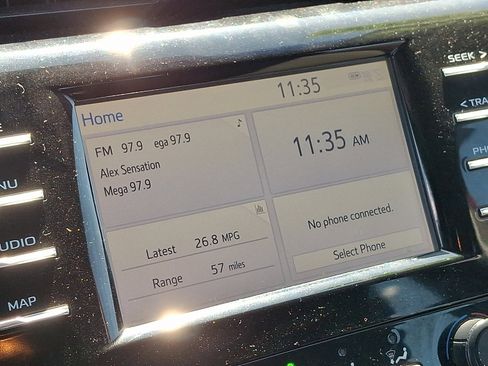 SEEK >
< TRA
PHO
NU
UDIO
MAP
Home
11:35
FM 97.9 ega 97.9
Alex Sensation
Mega 97.9
11:35 AM
Latest 26.8 MPG
Range 57 miles
No phone connected.
Select Phone